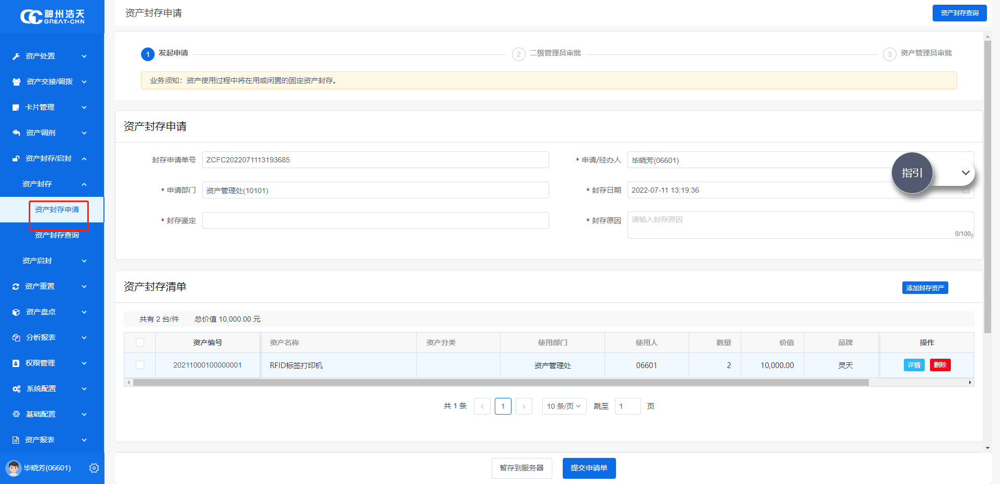 神州浩天
GREAT-CHN
资产处置
资产交接/调拨
卡片管理
资产调剂
资产封存/启封
资产封存
资产封存申请
资产封存查询
资产启封
资产重置
资产盘点
分析报表
权限管理
系统配置
基础配置
资产报表
毕晓芳(06601)
资产封存申请
资产封存查询
1 发起申请
2 二级管理员审批
3 资产管理员审批
业务须知：资产使用过程中将在用或闲置的固定资产封存。
资产封存申请
封存申请单号 ZCFC2022071113193685
* 申请/经办人 毕晓芳(06601)
指引
* 申请部门 资产管理处(10101)
* 封存日期 2022-07-11 13:19:36
* 封存鉴定
* 封存原因 请输入封存原因
0/100
资产封存清单
添加封存资产
共有 2 台/件 总价值 10,000.00 元
资产编号 资产名称 资产分类 使用部门 使用人 数量 价值 品牌 操作
20211000100000001 RFID标签打印机 资产管理处 06601 2 10,000.00 灵天 详情 删除
共 1 条 1 10 条/页 跳至 1 页
暂存到服务器 提交申请单